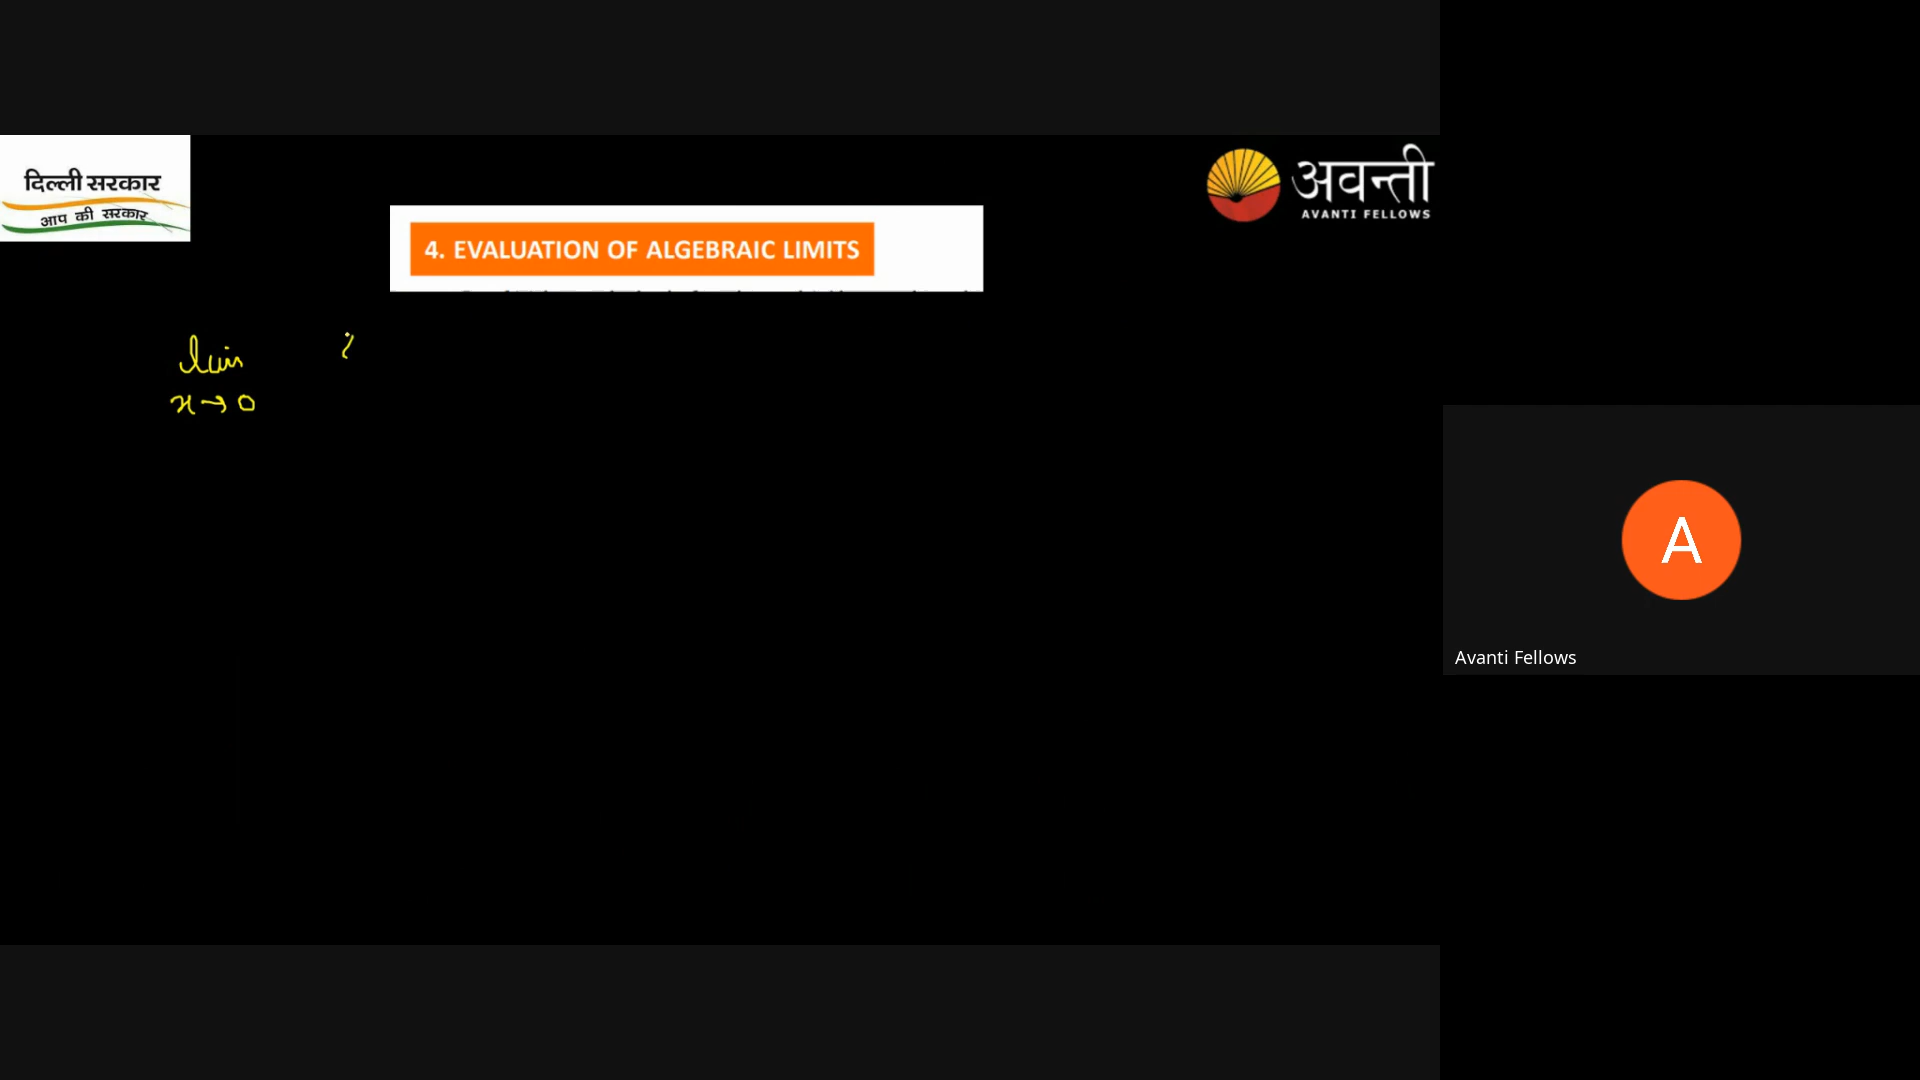 दिल्ली सरकार
आप की सरकार
अवन्ती
AVANTI FELLOWS
4. EVALUATION OF ALGEBRAIC LIMITS
lim
x→0
A
Avanti Fellows